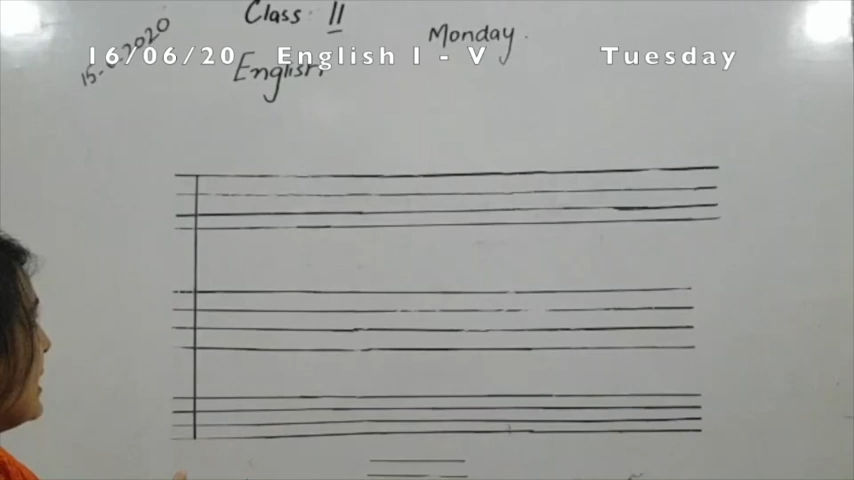 Class: II
Monday.
15-6-2020
16/06/20 English I - V Tuesday
English